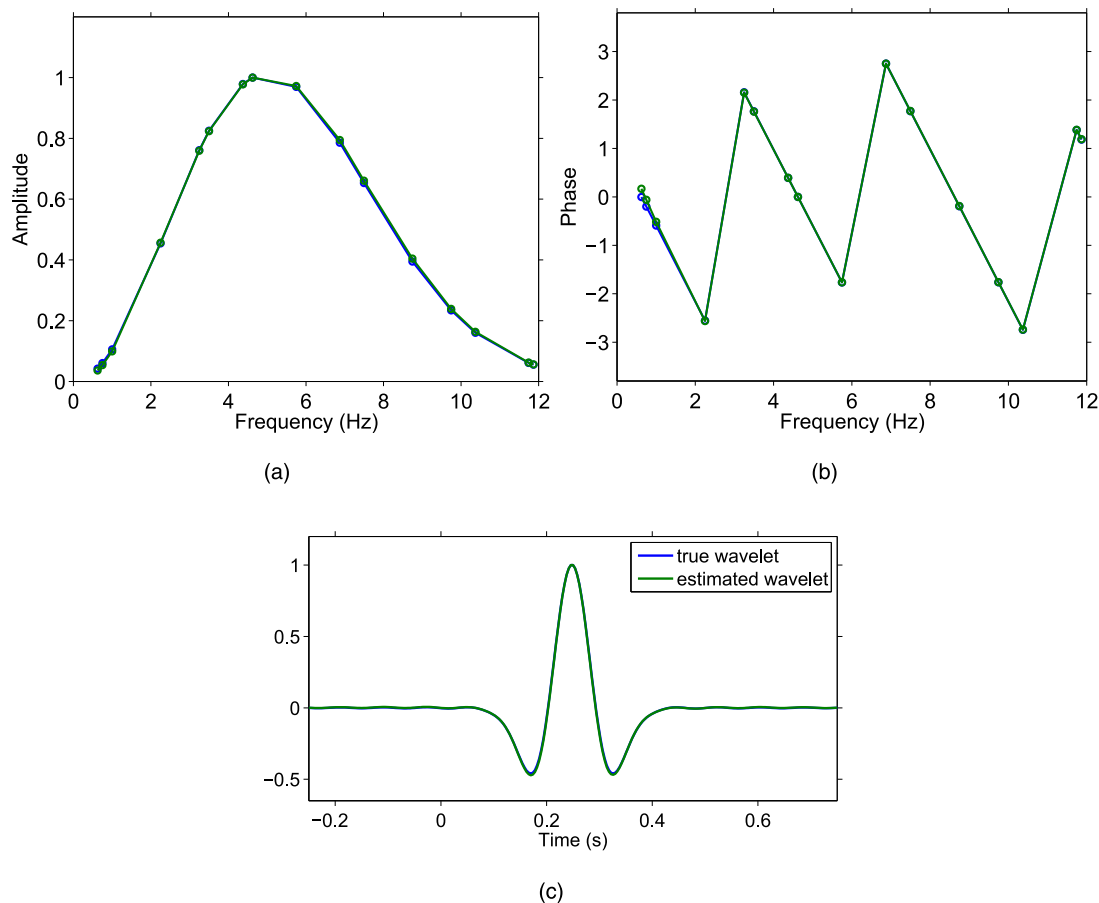 1
0.8
0.6
0.4
0.2
0
Amplitude
0 2 4 6 8 10 12
Frequency (Hz)
(a)
3
2
1
0
−1
−2
−3
Phase
0 2 4 6 8 10 12
Frequency (Hz)
(b)
true wavelet
estimated wavelet
1
0.5
0
−0.5
−0.2 0 0.2 0.4 0.6
Time (s)
(c)